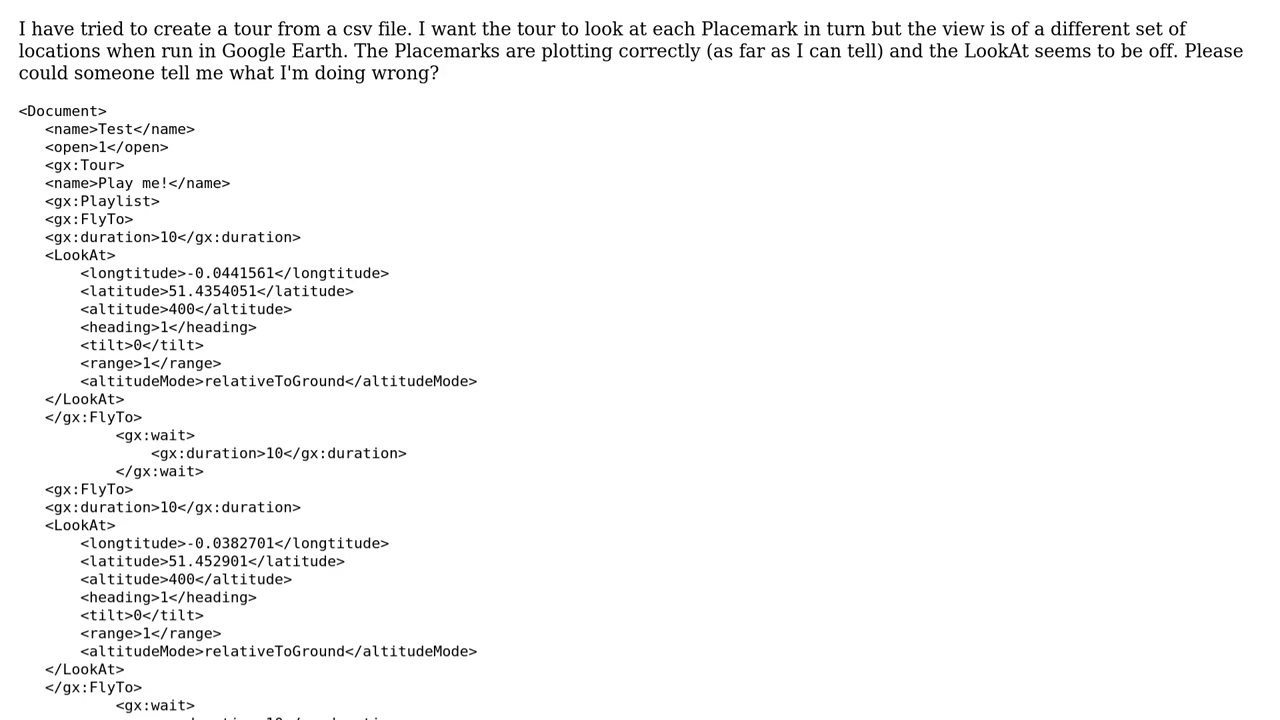 I have tried to create a tour from a csv file. I want the tour to look at each Placemark in turn but the view is of a different set of
locations when run in Google Earth. The Placemarks are plotting correctly (as far as I can tell) and the LookAt seems to be off. Please
could someone tell me what I'm doing wrong?
<Document>
   <name>Test</name>
   <open>1</open>
   <gx:Tour>
   <name>Play me!</name>
   <gx:Playlist>
   <gx:FlyTo>
   <gx:duration>10</gx:duration>
   <LookAt>
       <longtitude>-0.0441561</longtitude>
       <latitude>51.4354051</latitude>
       <altitude>400</altitude>
       <heading>1</heading>
       <tilt>0</tilt>
       <range>1</range>
       <altitudeMode>relativeToGround</altitudeMode>
   </LookAt>
   </gx:FlyTo>
           <gx:wait>
               <gx:duration>10</gx:duration>
           </gx:wait>
   <gx:FlyTo>
   <gx:duration>10</gx:duration>
   <LookAt>
       <longtitude>-0.0382701</longtitude>
       <latitude>51.452901</latitude>
       <altitude>400</altitude>
       <heading>1</heading>
       <tilt>0</tilt>
       <range>1</range>
       <altitudeMode>relativeToGround</altitudeMode>
   </LookAt>
   </gx:FlyTo>
           <gx:wait>